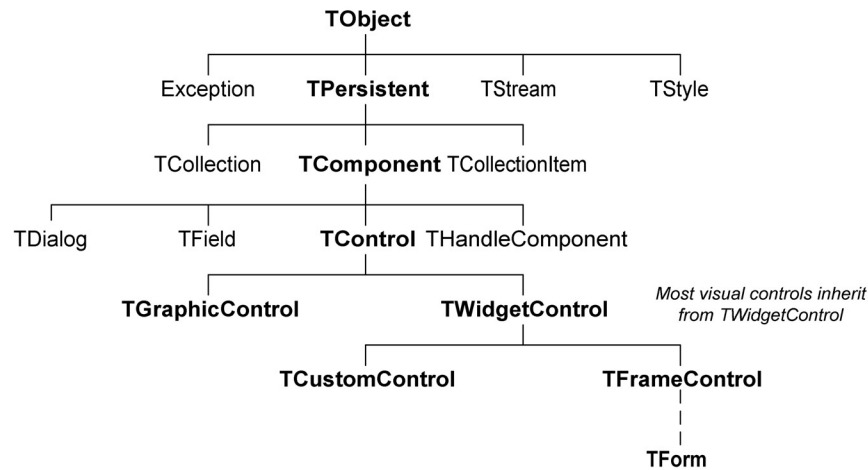 TObject
Exception TPersistent TStream TStyle
TCollection TComponent TCollectionItem
TDialog TField TControl THandleComponent
TGraphicControl TWidgetControl
Most visual controls inherit
from TWidgetControl
TCustomControl TFrameControl
TForm